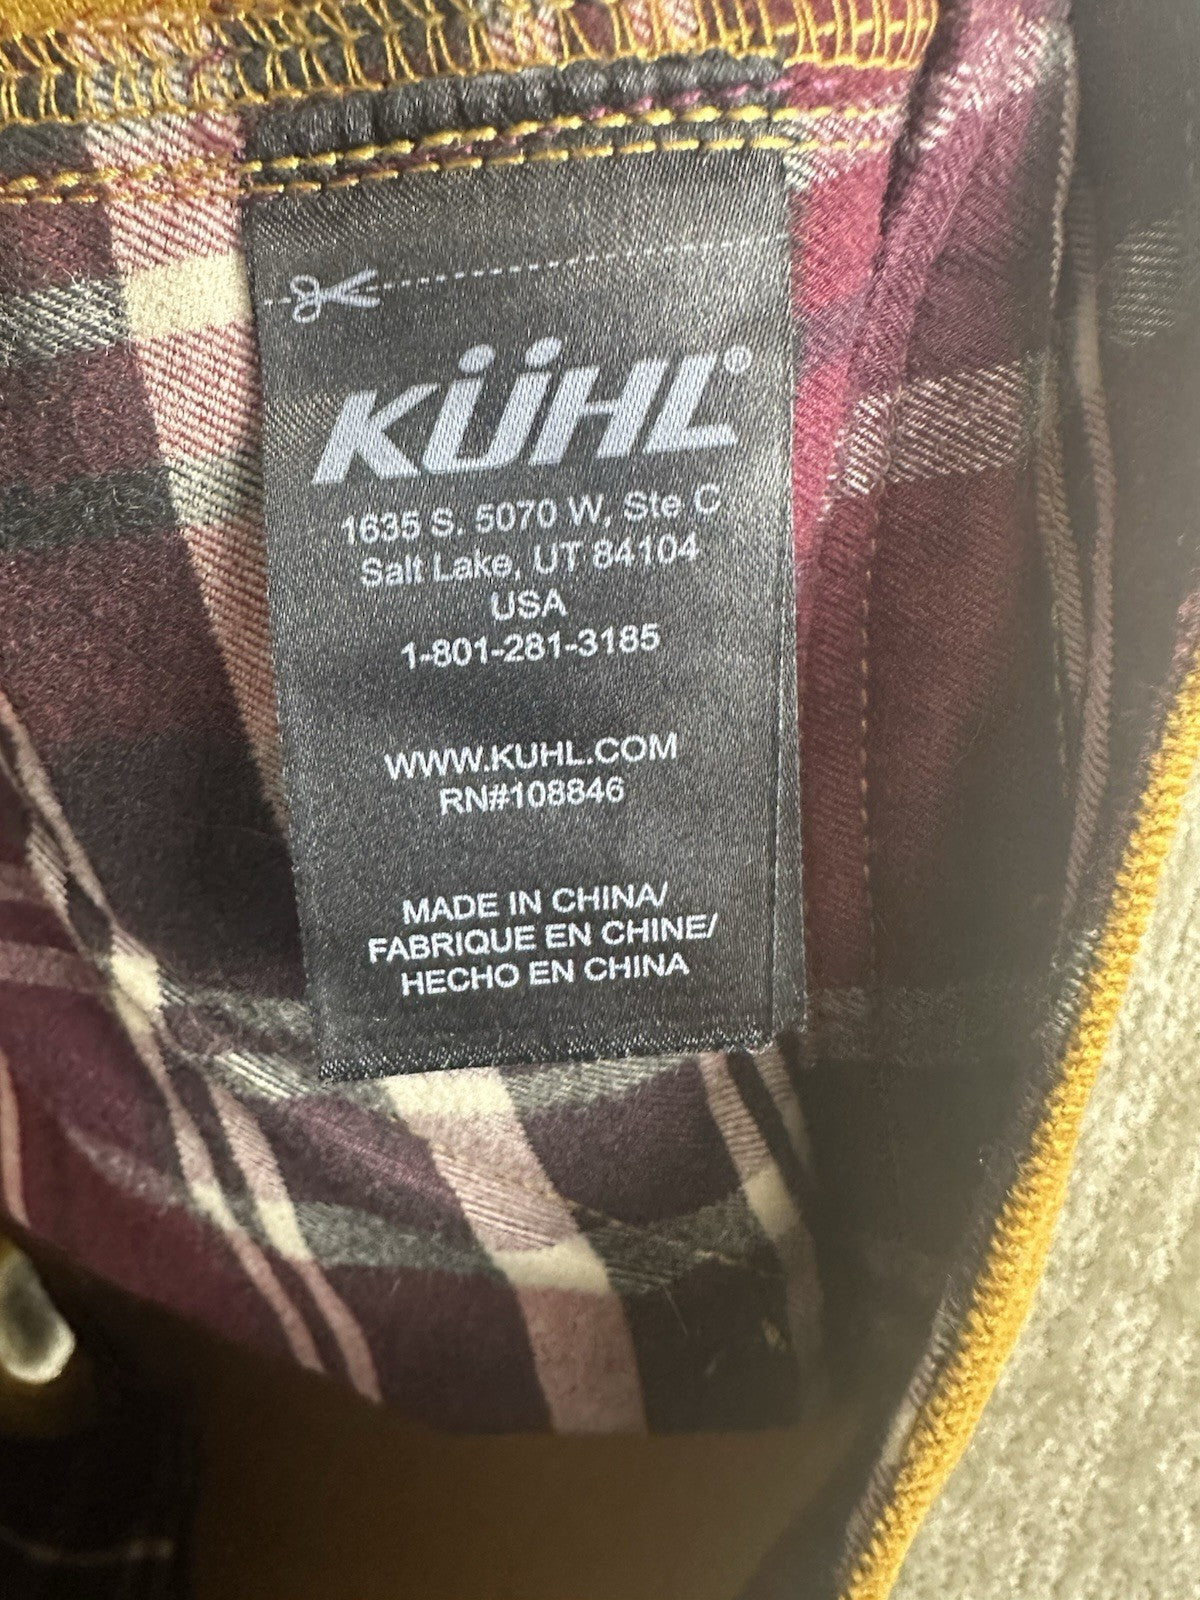 KÜHL®
1635 S. 5070 W, Ste C
Salt Lake, UT 84104
USA
1-801-281-3185
WWW.KUHL.COM
RN#108846
MADE IN CHINA/
FABRIQUE EN CHINE/
HECHO EN CHINA